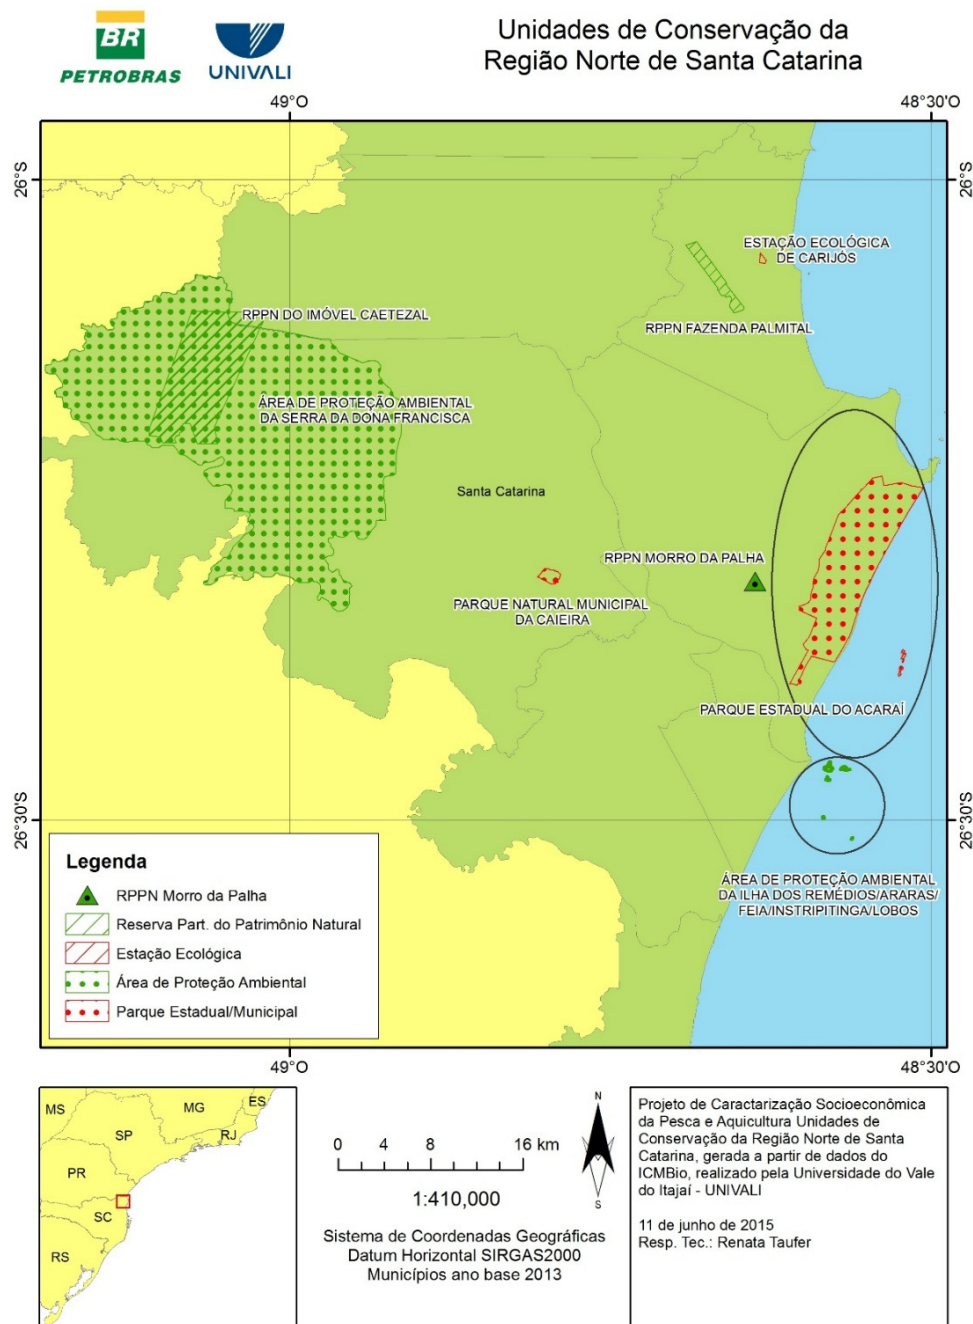 BR
PETROBRAS
UNIVALI
Unidades de Conservação da
Região Norte de Santa Catarina
49°O
48°30'O
26°S
26°S
ESTAÇÃO ECOLÓGICA
DE CARIJÓS
RPPN DO IMÓVEL CAETEZAL
RPPN FAZENDA PALMITAL
ÁREA DE PROTEÇÃO AMBIENTAL
DA SERRA DA DONA FRANCISCA
Santa Catarina
RPPN MORRO DA PALHA
PARQUE NATURAL MUNICIPAL
DA CAIEIRA
PARQUE ESTADUAL DO ACARAÍ
26°30'S
26°30'S
ÁREA DE PROTEÇÃO AMBIENTAL
DA ILHA DOS REMÉDIOS/ARARAS/
FEIA/INSTRIPITINGA/LOBOS
Legenda
RPPN Morro da Palha
Reserva Part. do Patrimônio Natural
Estação Ecológica
Área de Proteção Ambiental
Parque Estadual/Municipal
49°O
48°30'O
MS
MG
ES
SP
RJ
PR
SC
RS
0 4 8 16 km
1:410,000
N
S
Sistema de Coordenadas Geográficas
Datum Horizontal SIRGAS2000
Municípios ano base 2013
Projeto de Caractarização Socioeconômica
da Pesca e Aquicultura Unidades de
Conservação da Região Norte de Santa
Catarina, gerada a partir de dados do
ICMBio, realizado pela Universidade do Vale
do Itajaí - UNIVALI
11 de junho de 2015
Resp. Tec.: Renata Taufer